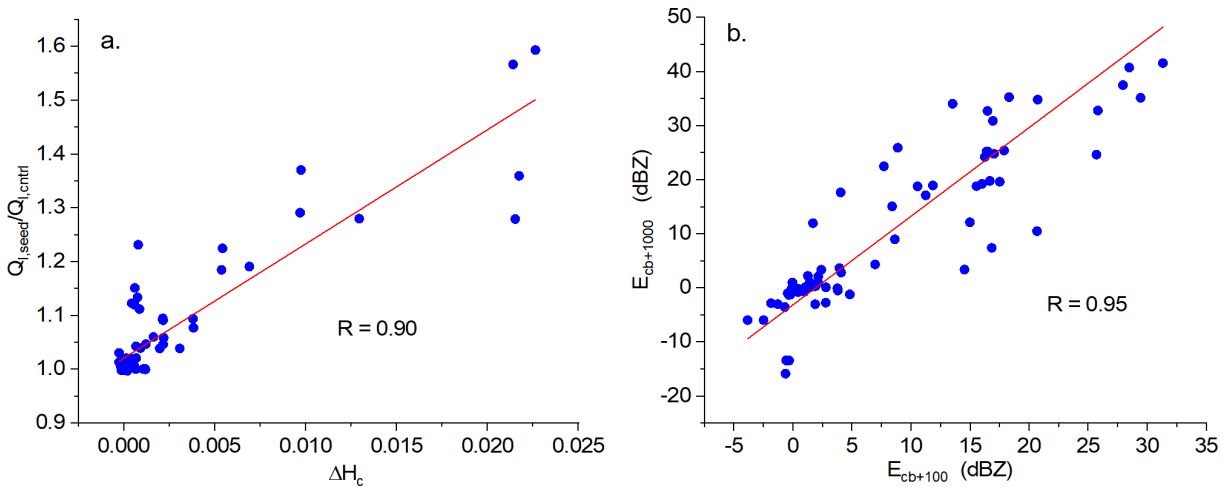 a.
1.6
1.5
1.4
1.3
1.2
1.1
1.0
0.9
Q_l,seed/Q_l,cntrl
R = 0.90
0.000 0.005 0.010 0.015 0.020 0.025
ΔH_c
b.
50
40
30
20
10
0
-10
-20
E_cb+1000 (dBZ)
R = 0.95
-5 0 5 10 15 20 25 30 35
E_cb+100 (dBZ)